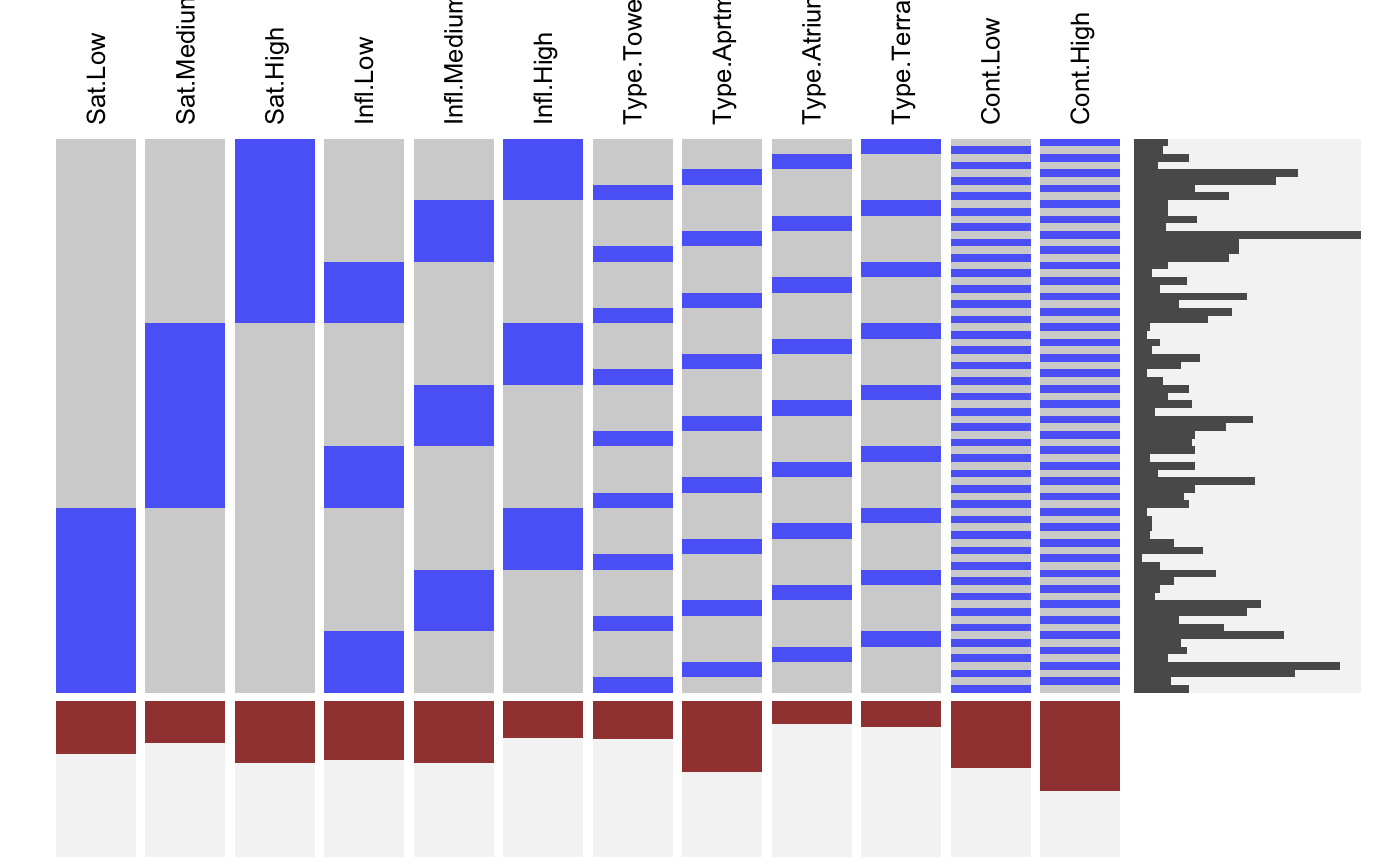 Sat.Low
Sat.Medium
Sat.High
Infl.Low
Infl.Medium
Infl.High
Type.Towe
Type.Aprtm
Type.Atrium
Type.Terra
Cont.Low
Cont.High